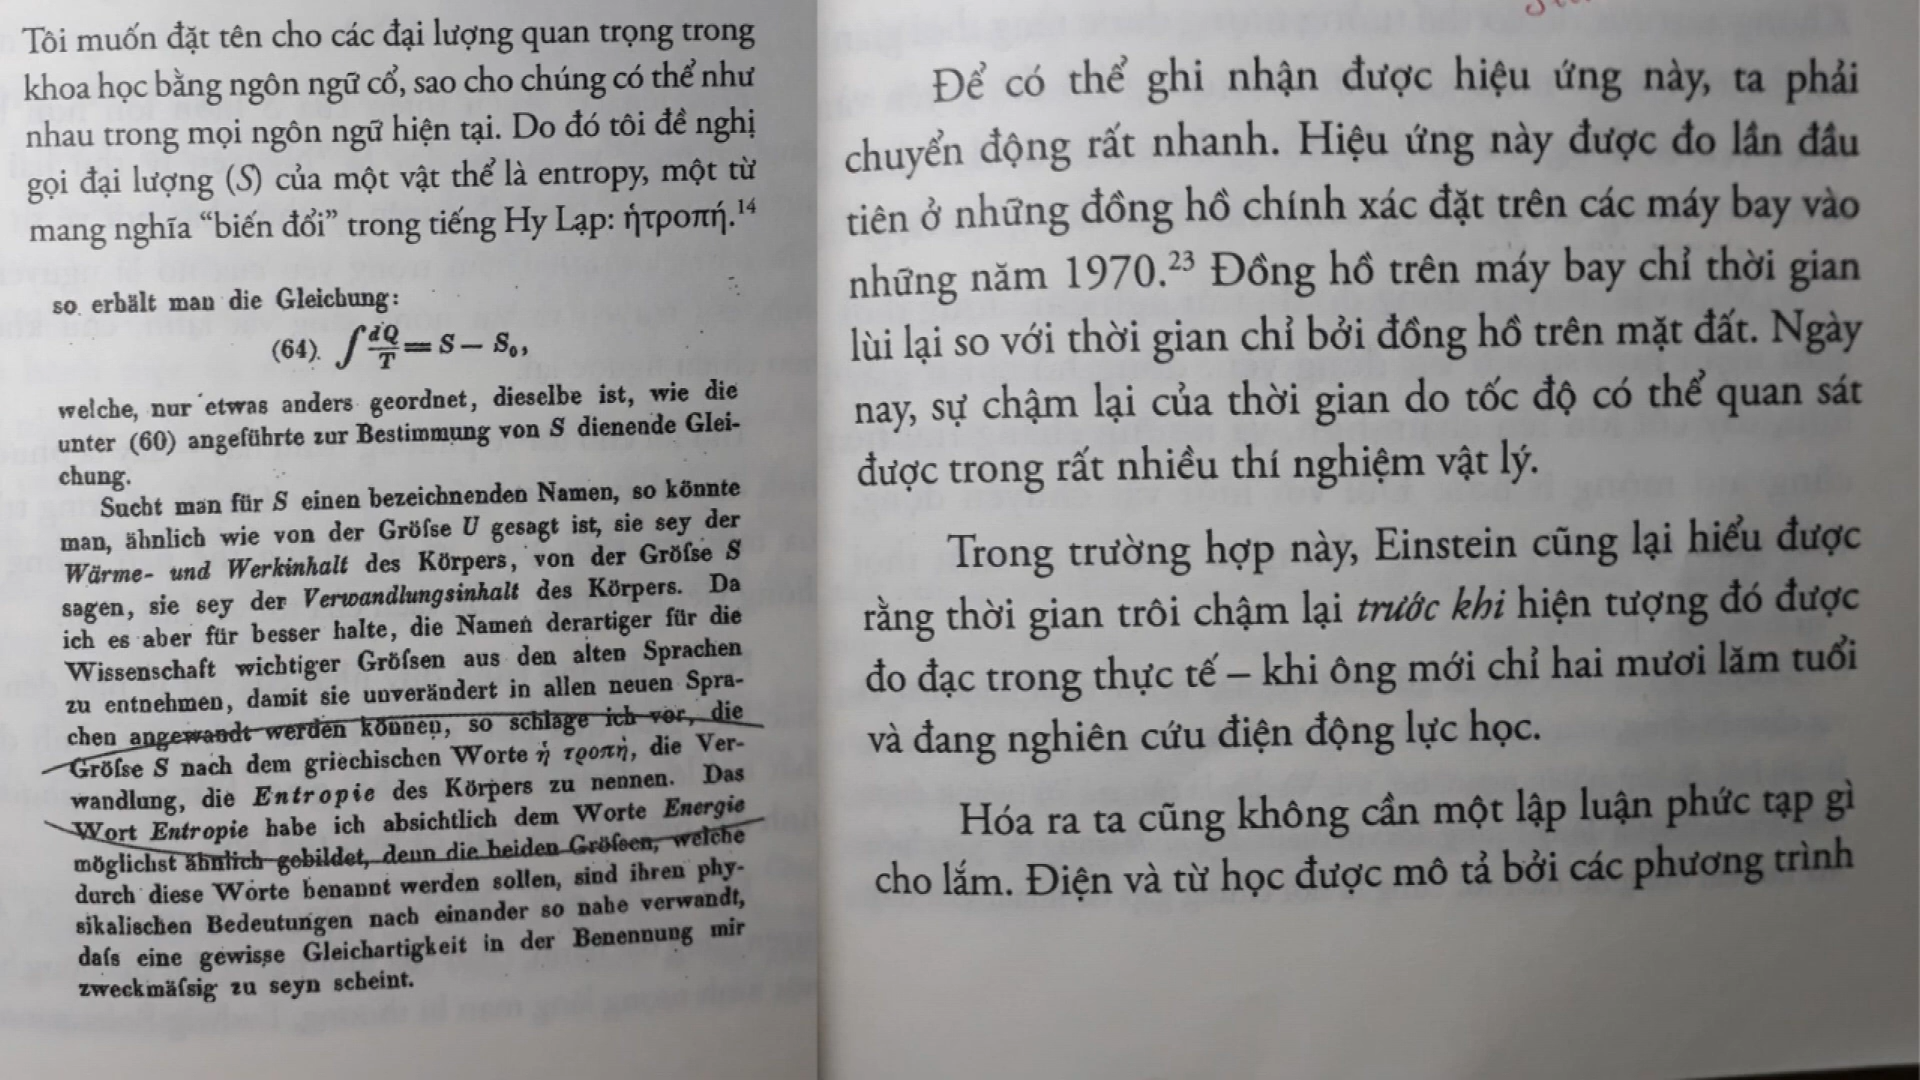 Tôi muốn đặt tên cho các đại lượng quan trọng trong
khoa học bằng ngôn ngữ cổ, sao cho chúng có thể như
nhau trong mọi ngôn ngữ hiện tại. Do đó tôi đề nghị
gọi đại lượng (S) của một vật thể là entropy, một từ
mang nghĩa “biến đổi” trong tiếng Hy Lạp: ἡτροπή.¹⁴
so erhält man die Gleichung:
(64). ∫ dQ/T = S — S₀,
welche, nur etwas anders geordnet, dieselbe ist, wie die
unter (60) angeführte zur Bestimmung von S dienende Glei-
chung.
Sucht man für S einen bezeichnenden Namen, so könnte
man, ähnlich wie von der Gröſse U gesagt ist, sie sey der
Wärme- und Werkinhalt des Körpers, von der Gröſse S
sagen, sie sey der Verwandlungsinhalt des Körpers. Da
ich es aber für besser halte, die Namen derartiger für die
Wissenschaft wichtiger Gröſsen aus den alten Sprachen
zu entnehmen, damit sie unverändert in allen neuen Spra-
chen angewandt werden können, so schlage ich vor, die
Gröſse S nach dem griechischen Worte ἡ τροπὴ, die Ver-
wandlung, die Entropie des Körpers zu nennen. Das
Wort Entropie habe ich absichtlich dem Worte Energie
möglichst ähnlich gebildet, denn die beiden Gröſsen, welche
durch diese Worte benannt werden sollen, sind ihren phy-
sikalischen Bedeutungen nach einander so nahe verwandt,
daſs eine gewisse Gleichartigkeit in der Benennung mir
zweckmäſsig zu seyn scheint.
Để có thể ghi nhận được hiệu ứng này, ta phải
chuyển động rất nhanh. Hiệu ứng này được đo lần đầu
tiên ở những đồng hồ chính xác đặt trên các máy bay vào
những năm 1970.²³ Đồng hồ trên máy bay chỉ thời gian
lùi lại so với thời gian chỉ bởi đồng hồ trên mặt đất. Ngày
nay, sự chậm lại của thời gian do tốc độ có thể quan sát
được trong rất nhiều thí nghiệm vật lý.
Trong trường hợp này, Einstein cũng lại hiểu được
rằng thời gian trôi chậm lại trước khi hiện tượng đó được
đo đạc trong thực tế – khi ông mới chỉ hai mươi lăm tuổi
và đang nghiên cứu điện động lực học.
Hóa ra ta cũng không cần một lập luận phức tạp gì
cho lắm. Điện và từ học được mô tả bởi các phương trình